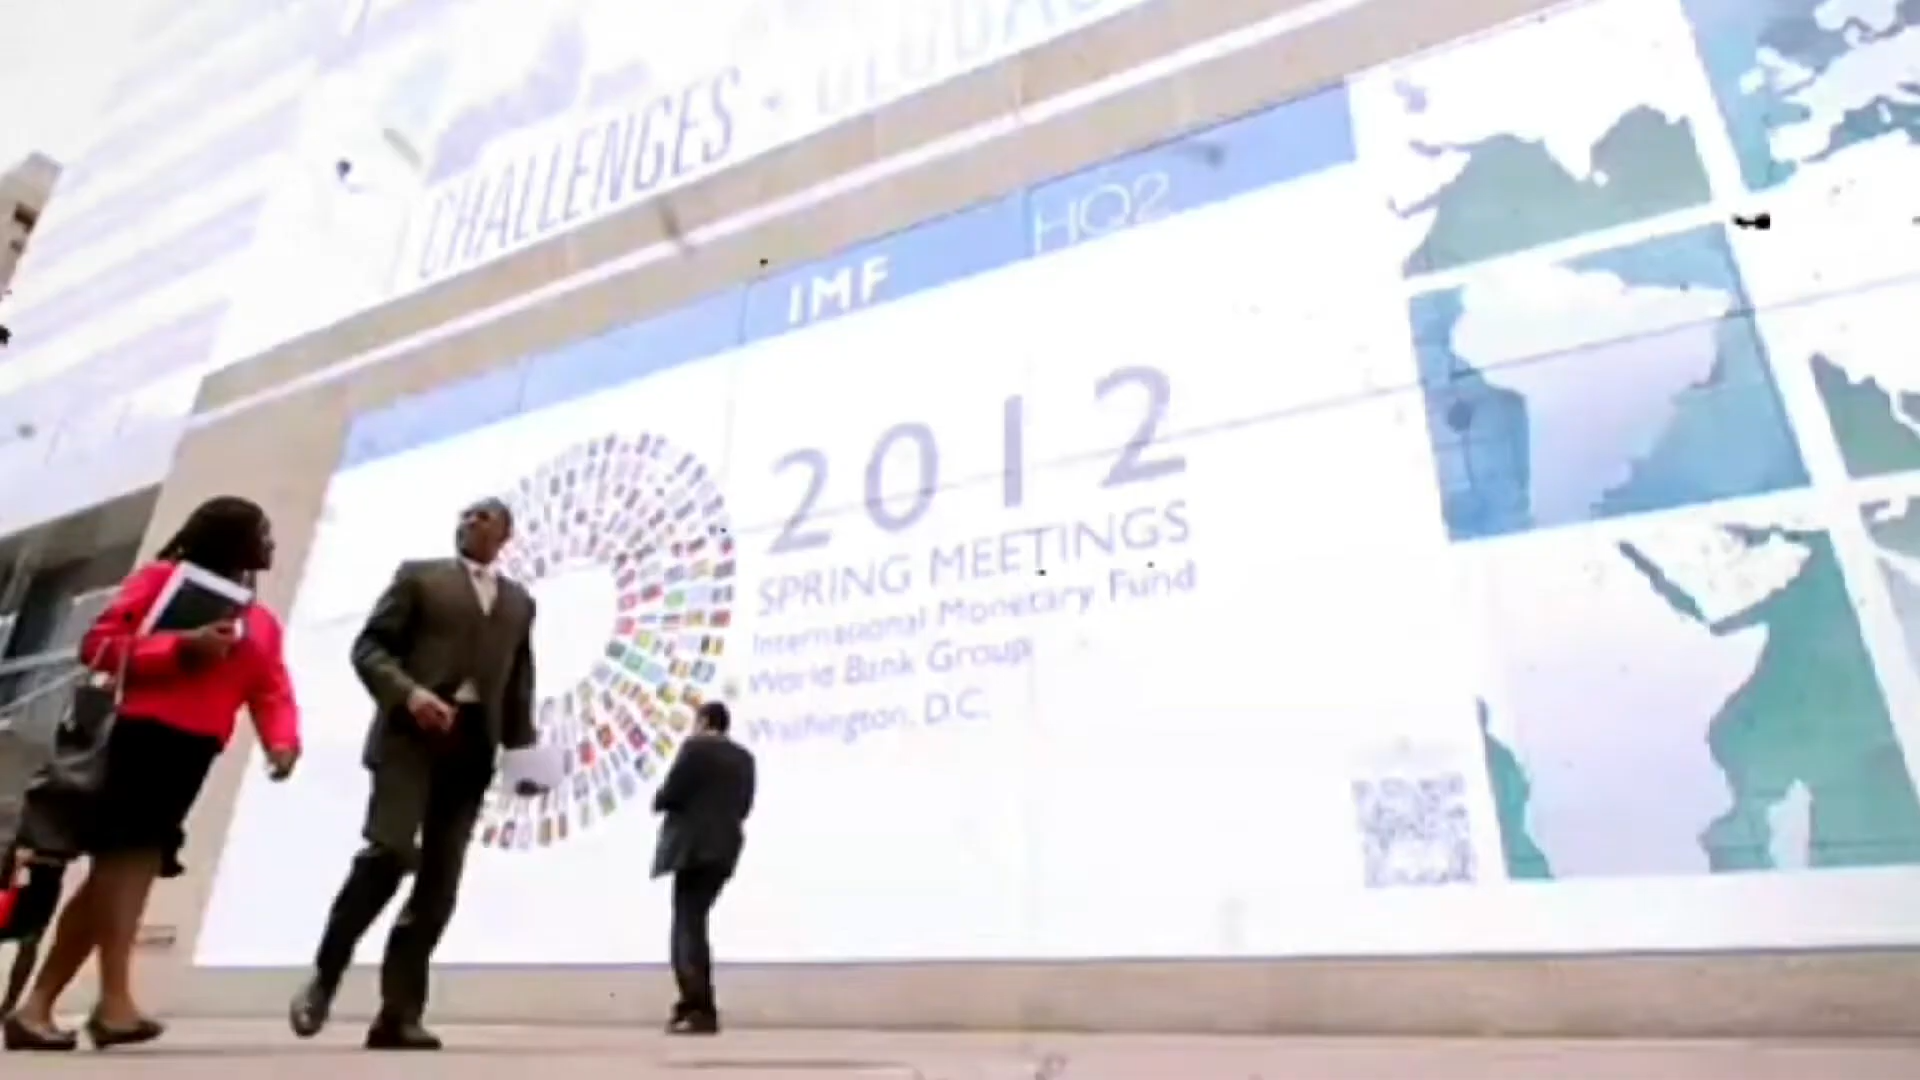 CHALLENGES •
HQ2
IMF
2012
SPRING MEETINGS
International Monetary Fund
World Bank Group
Washington, D.C.